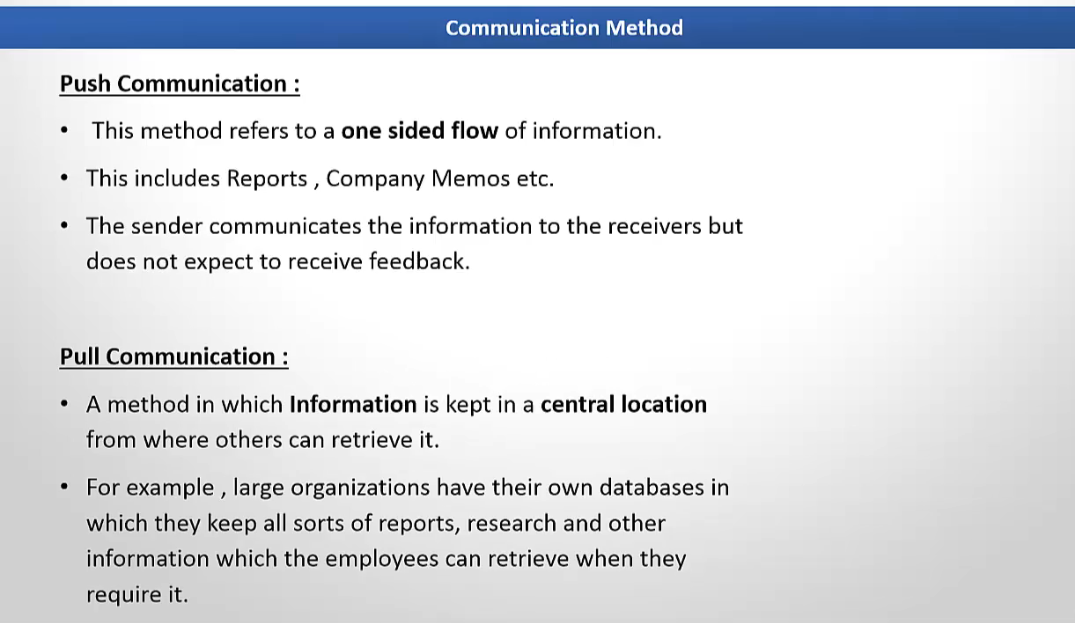 Communication Method
Push Communication :
• This method refers to a one sided flow of information.
• This includes Reports , Company Memos etc.
• The sender communicates the information to the receivers but
does not expect to receive feedback.
Pull Communication :
• A method in which Information is kept in a central location
from where others can retrieve it.
• For example , large organizations have their own databases in
which they keep all sorts of reports, research and other
information which the employees can retrieve when they
require it.